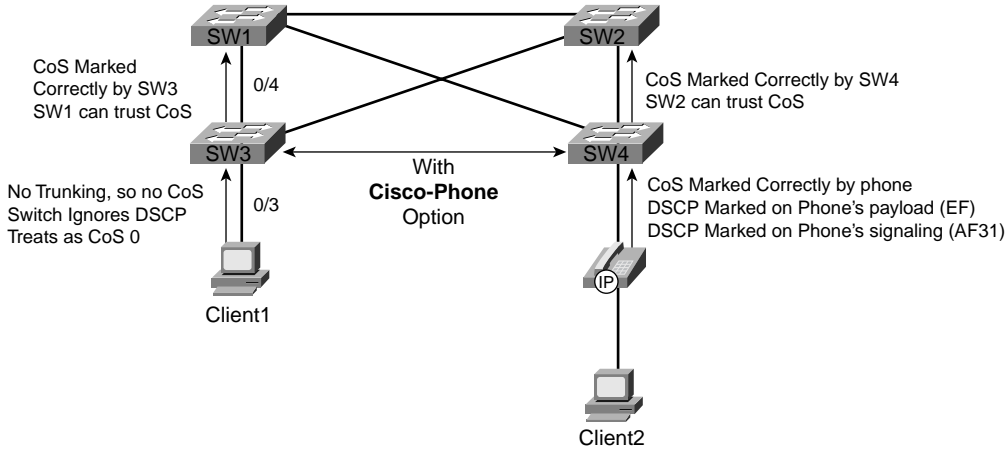 SW1
SW2
CoS Marked
Correctly by SW3
SW1 can trust CoS
0/4
CoS Marked Correctly by SW4
SW2 can trust CoS
SW3
SW4
With
Cisco-Phone
Option
No Trunking, so no CoS
Switch Ignores DSCP
Treats as CoS 0
0/3
CoS Marked Correctly by phone
DSCP Marked on Phone's payload (EF)
DSCP Marked on Phone's signaling (AF31)
IP
Client1
Client2